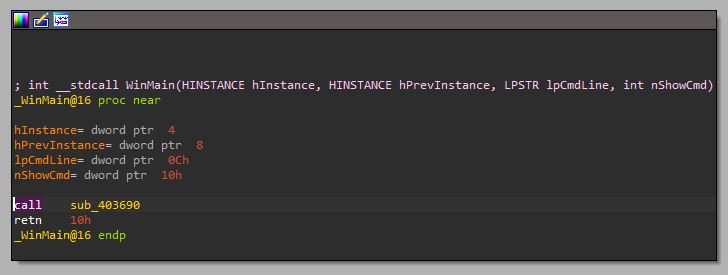 ; int __stdcall WinMain(HINSTANCE hInstance, HINSTANCE hPrevInstance, LPSTR lpCmdLine, int nShowCmd)
_WinMain@16 proc near
hInstance= dword ptr  4
hPrevInstance= dword ptr  8
lpCmdLine= dword ptr  0Ch
nShowCmd= dword ptr  10h
call    sub_403690
retn    10h
_WinMain@16 endp